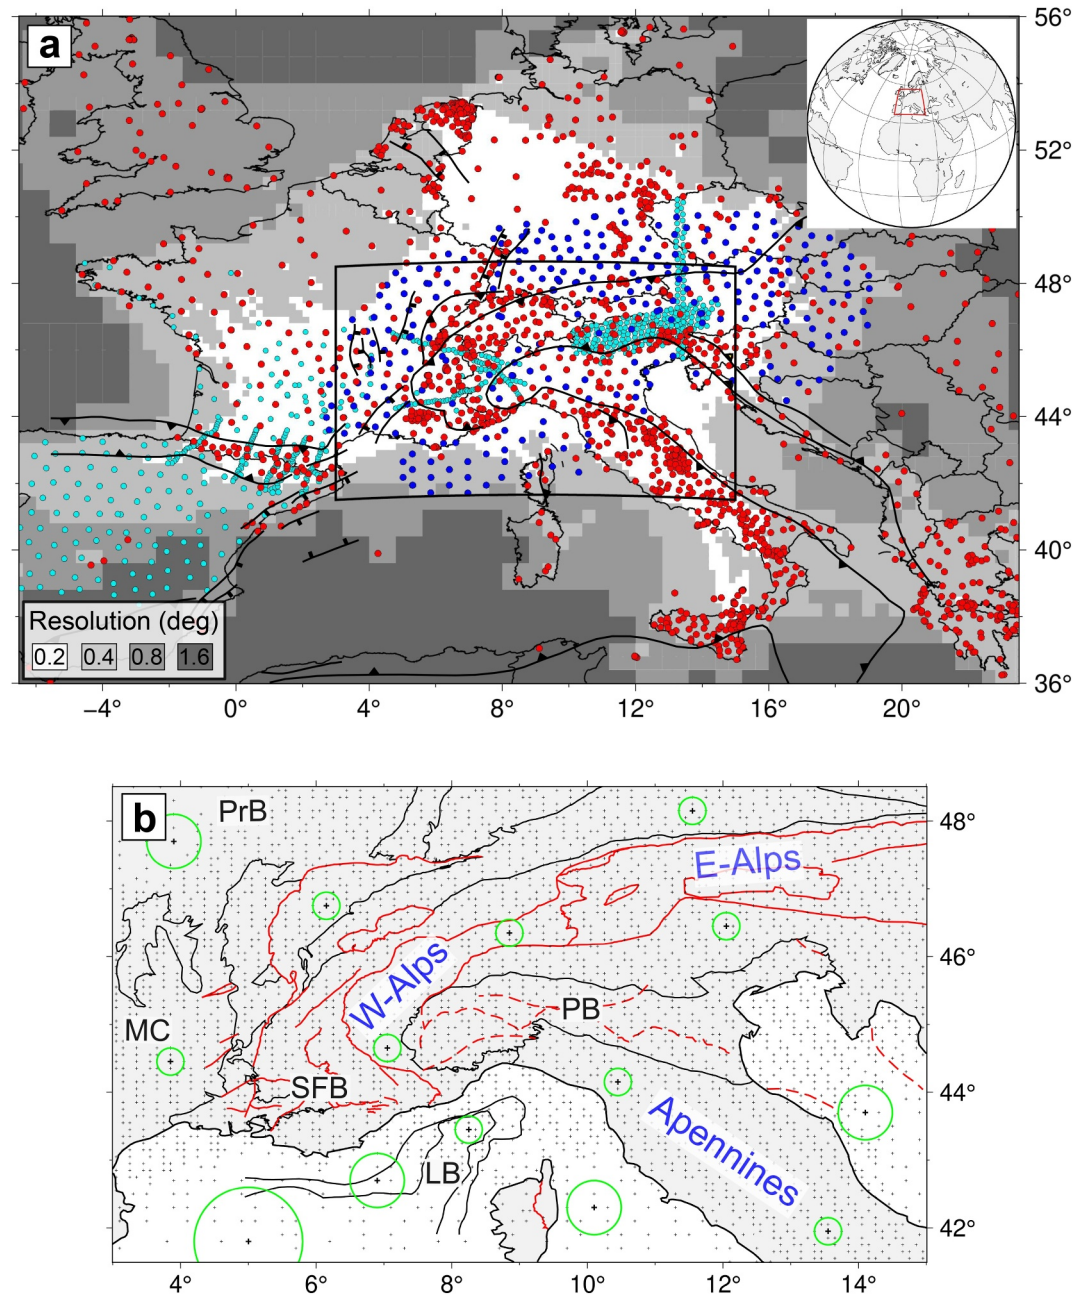 a
56°
52°
48°
44°
40°
36°
Resolution (deg)
0.2 0.4 0.8 1.6
−4° 0° 4° 8° 12° 16° 20°
b
PrB
48°
E-Alps
46°
W-Alps
PB
MC
SFB
44°
Apennines
LB
42°
4° 6° 8° 10° 12° 14°